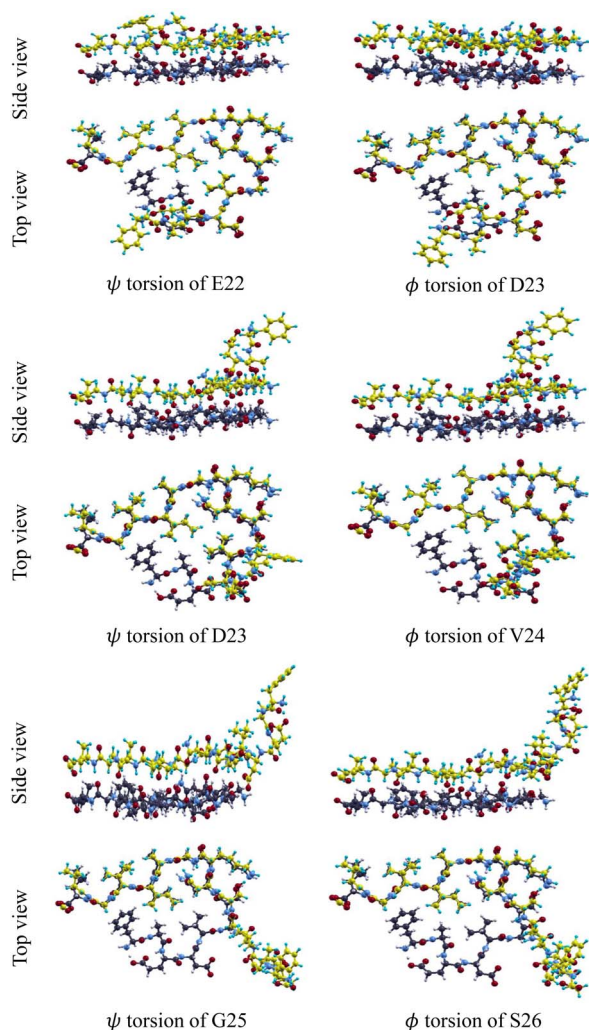 Side view
Top view
ψ torsion of E22
ϕ torsion of D23
Side view
Top view
ψ torsion of D23
ϕ torsion of V24
Side view
Top view
ψ torsion of G25
ϕ torsion of S26